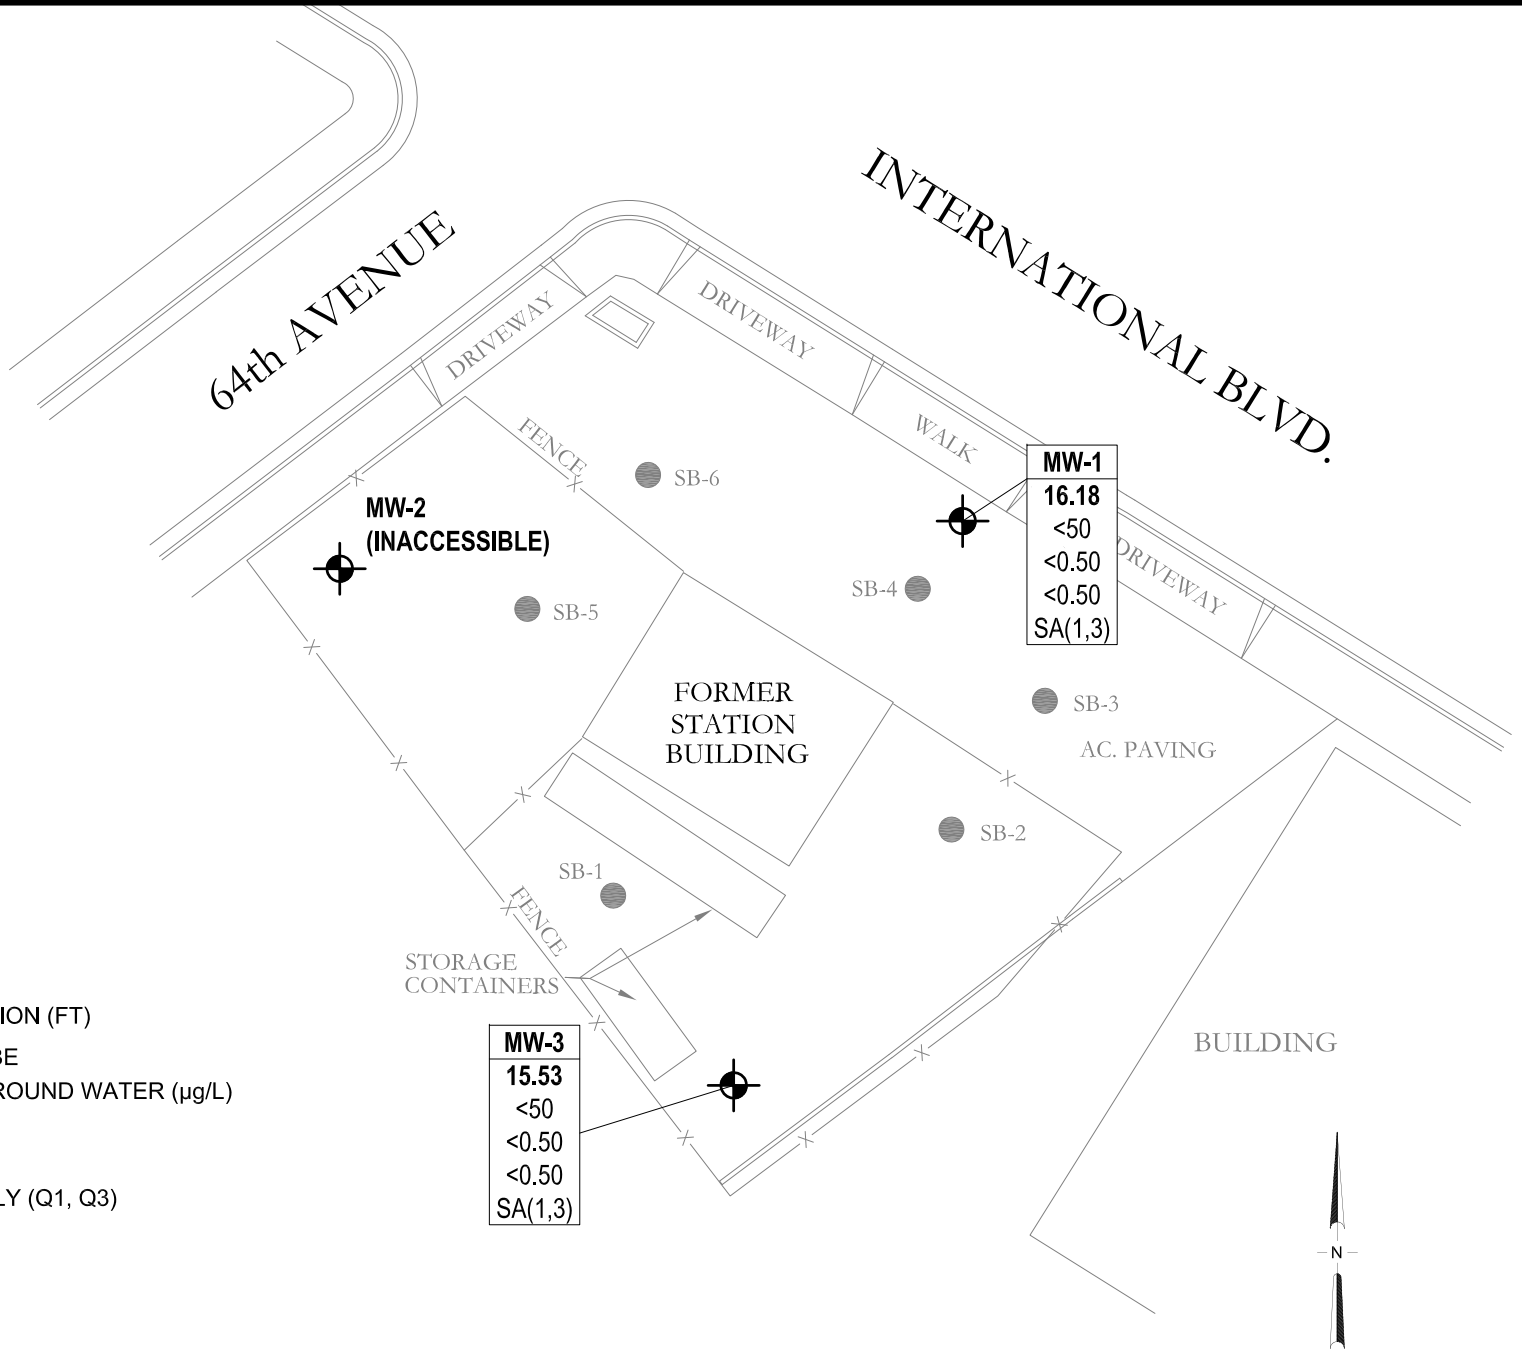 INTERNATIONAL BLVD.
64th AVENUE
DRIVEWAY
DRIVEWAY
WALK
DRIVEWAY
FENCE
SB-6
MW-1
16.18
<50
<0.50
<0.50
SA(1,3)
MW-2
(INACCESSIBLE)
SB-5
SB-4
FORMER
STATION
BUILDING
SB-3
AC. PAVING
SB-2
SB-1
FENCE
STORAGE
CONTAINERS
ION (FT)
BE
ROUND WATER (µg/L)
LY (Q1, Q3)
MW-3
15.53
<50
<0.50
<0.50
SA(1,3)
BUILDING
N